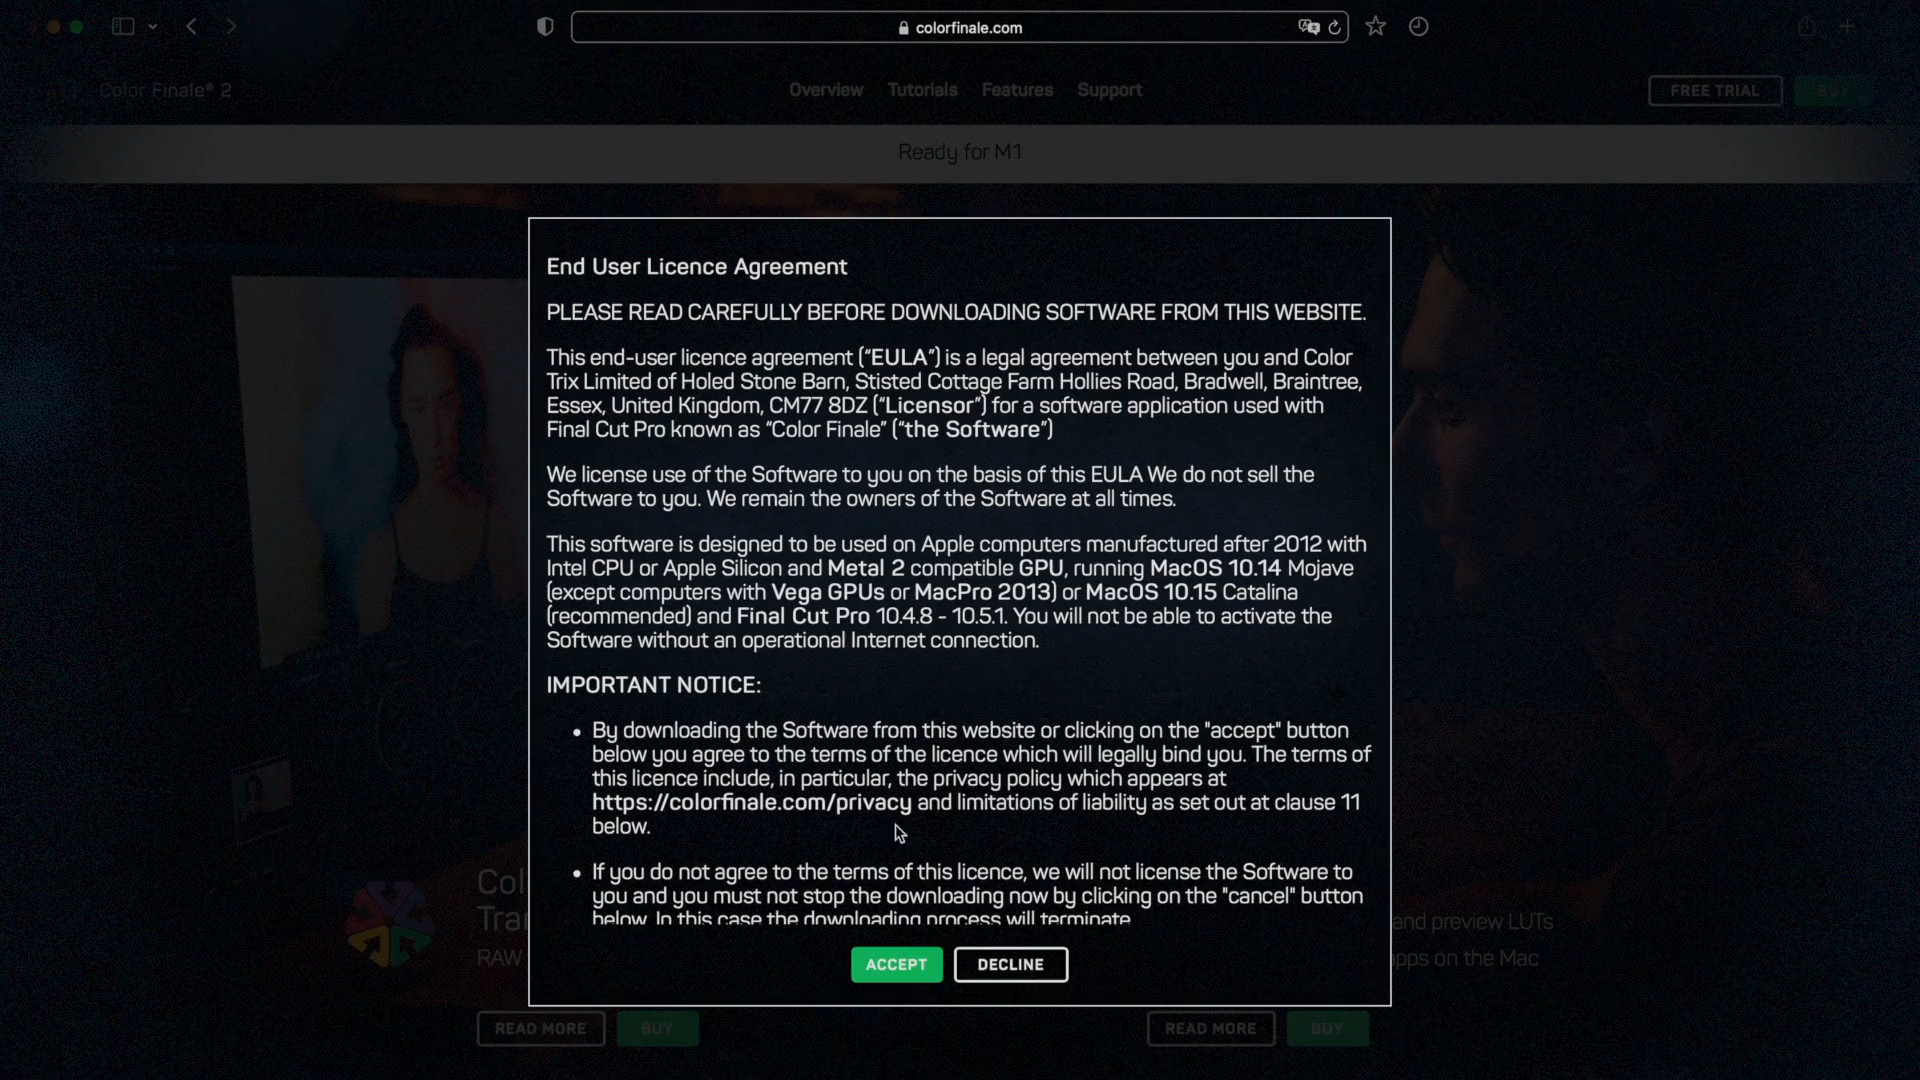 colorfinale.com
Color Finale® 2
Overview
Tutorials
Features
Support
FREE TRIAL
BUY
Ready for M1
End User Licence Agreement
PLEASE READ CAREFULLY BEFORE DOWNLOADING SOFTWARE FROM THIS WEBSITE.
This end-user licence agreement (“EULA”) is a legal agreement between you and Color
Trix Limited of Holed Stone Barn, Stisted Cottage Farm Hollies Road, Bradwell, Braintree,
Essex, United Kingdom, CM77 8DZ (“Licensor”) for a software application used with
Final Cut Pro known as “Color Finale” (“the Software”)
We license use of the Software to you on the basis of this EULA We do not sell the
Software to you. We remain the owners of the Software at all times.
This software is designed to be used on Apple computers manufactured after 2012 with
Intel CPU or Apple Silicon and Metal 2 compatible GPU, running MacOS 10.14 Mojave
(except computers with Vega GPUs or MacPro 2013) or MacOS 10.15 Catalina
(recommended) and Final Cut Pro 10.4.8 - 10.5.1. You will not be able to activate the
Software without an operational Internet connection.
IMPORTANT NOTICE:
• By downloading the Software from this website or clicking on the "accept" button
below you agree to the terms of the licence which will legally bind you. The terms of
this licence include, in particular, the privacy policy which appears at
https://colorfinale.com/privacy and limitations of liability as set out at clause 11
below.
• If you do not agree to the terms of this licence, we will not license the Software to
you and you must not stop the downloading now by clicking on the "cancel" button
below. In this case the downloading process will terminate.
ACCEPT
DECLINE
Col
Tra
RAW
and preview LUTs
apps on the Mac
READ MORE
BUY
READ MORE
BUY